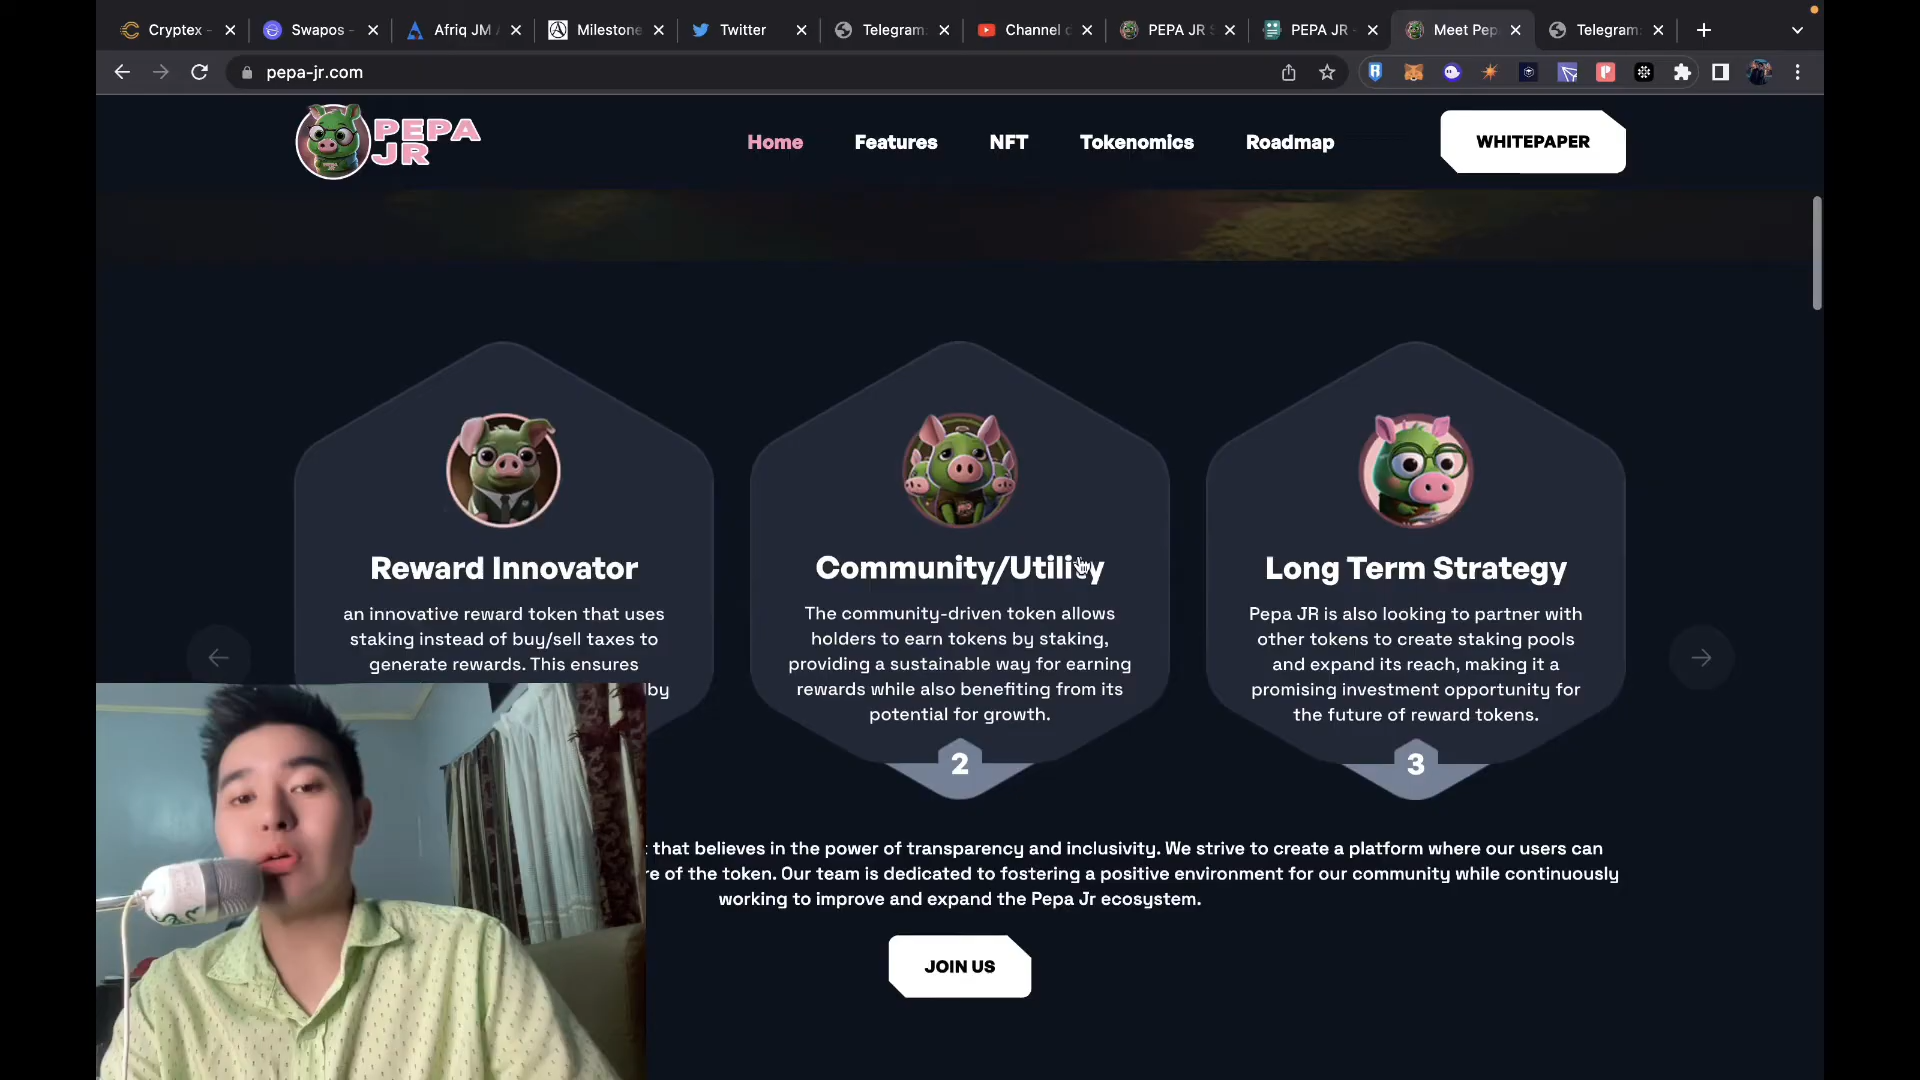 Cryptex -
Swapos -
Afriq JM
Milestone
Twitter
Telegram:
Channel
PEPA JR
PEPA JR -
Meet Pep
Telegram:
pepa-jr.com
PEPA
JR
Home
Features
NFT
Tokenomics
Roadmap
WHITEPAPER
Reward Innovator
an innovative reward token that uses
staking instead of buy/sell taxes to
generate rewards. This ensures
by
Community/Utility
The community-driven token allows
holders to earn tokens by staking,
providing a sustainable way for earning
rewards while also benefiting from its
potential for growth.
2
Long Term Strategy
Pepa JR is also looking to partner with
other tokens to create staking pools
and expand its reach, making it a
promising investment opportunity for
the future of reward tokens.
3
that believes in the power of transparency and inclusivity. We strive to create a platform where our users can
re of the token. Our team is dedicated to fostering a positive environment for our community while continuously
working to improve and expand the Pepa Jr ecosystem.
JOIN US